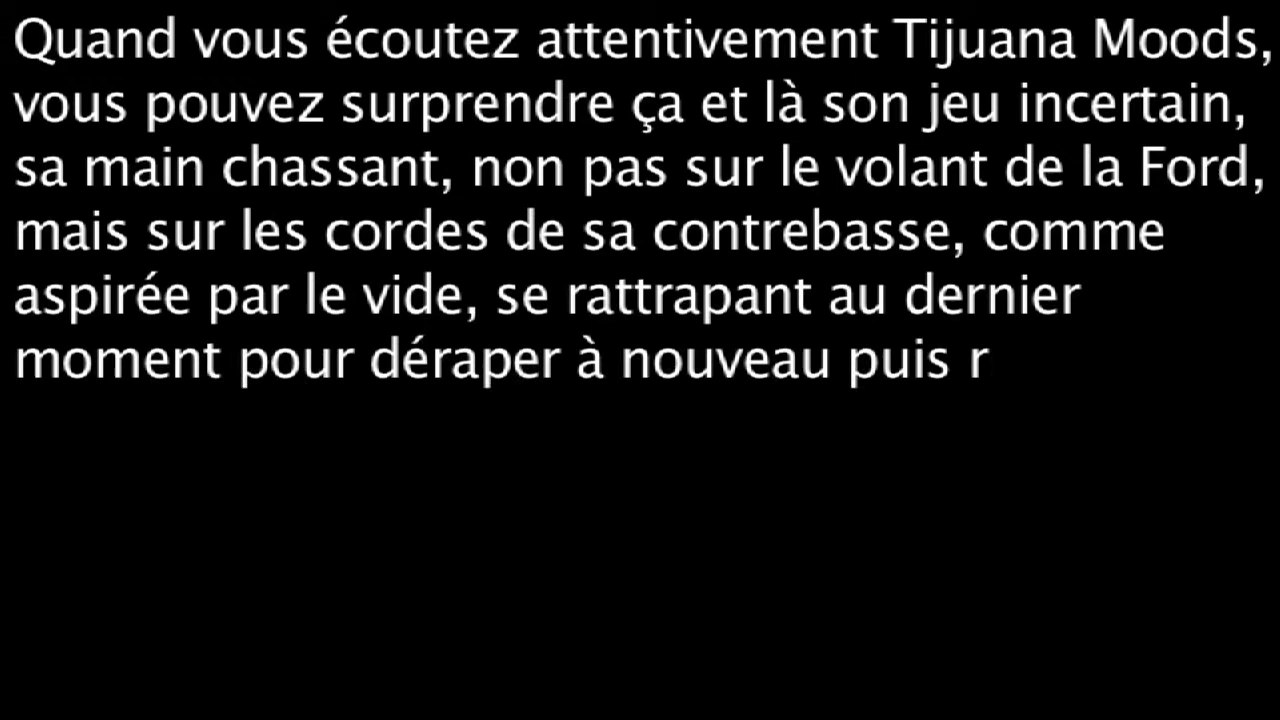 Quand vous écoutez attentivement Tijuana Moods,
vous pouvez surprendre ça et là son jeu incertain,
sa main chassant, non pas sur le volant de la Ford,
mais sur les cordes de sa contrebasse, comme
aspirée par le vide, se rattrapant au dernier
moment pour déraper à nouveau puis r